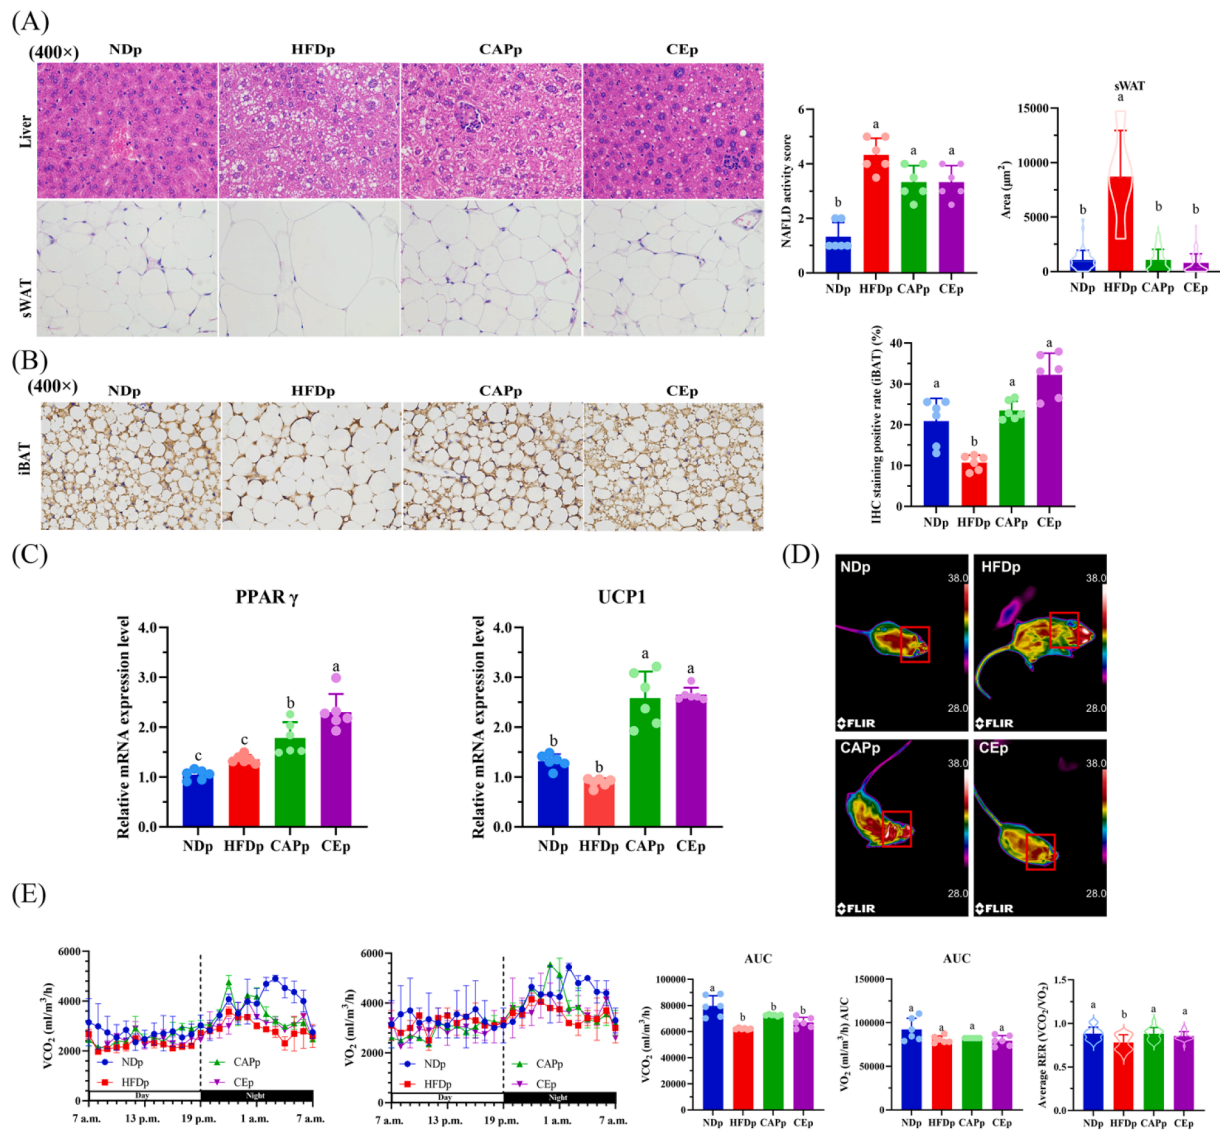 (A)
(400×)
NDp
HFDp
CAPp
CEp
Liver
sWAT
NAFLD activity score
6
4
2
0
b
a
a
a
NDp
HFDp
CAPp
CEp
sWAT
Area (μm²)
15000
10000
5000
0
b
a
b
b
NDp
HFDp
CAPp
CEp
(B)
(400×)
NDp
HFDp
CAPp
CEp
iBAT
IHC staining positive rate (iBAT) (%)
40
30
20
10
0
a
b
a
a
NDp
HFDp
CAPp
CEp
(C)
PPAR γ
Relative mRNA expression level
4.0
3.0
2.0
1.0
0.0
c
c
b
a
NDp
HFDp
CAPp
CEp
UCP1
Relative mRNA expression level
4.0
3.0
2.0
1.0
0.0
b
b
a
a
NDp
HFDp
CAPp
CEp
(D)
NDp
38.0
28.0
FLIR
HFDp
38.0
28.0
FLIR
CAPp
38.0
28.0
FLIR
CEp
38.0
28.0
FLIR
(E)
VCO₂ (ml/m³/h)
6000
4000
2000
0
NDp
CAPp
HFDp
CEp
Day
Night
7 a.m.
13 p.m.
19 p.m.
1 a.m.
7 a.m.
VO₂ (ml/m³/h)
6000
4000
2000
0
NDp
CAPp
HFDp
CEp
Day
Night
7 a.m.
13 p.m.
19 p.m.
1 a.m.
7 a.m.
AUC
VCO₂ (ml/m³/h)
100000
80000
60000
40000
20000
0
a
b
b
b
NDp
HFDp
CAPp
CEp
AUC
VO₂ (ml/m³/h) AUC
150000
100000
50000
0
a
a
a
a
NDp
HFDp
CAPp
CEp
Average RER (VCO₂/VO₂)
1.5
1.0
0.5
0.0
a
b
a
a
NDp
HFDp
CAPp
CEp